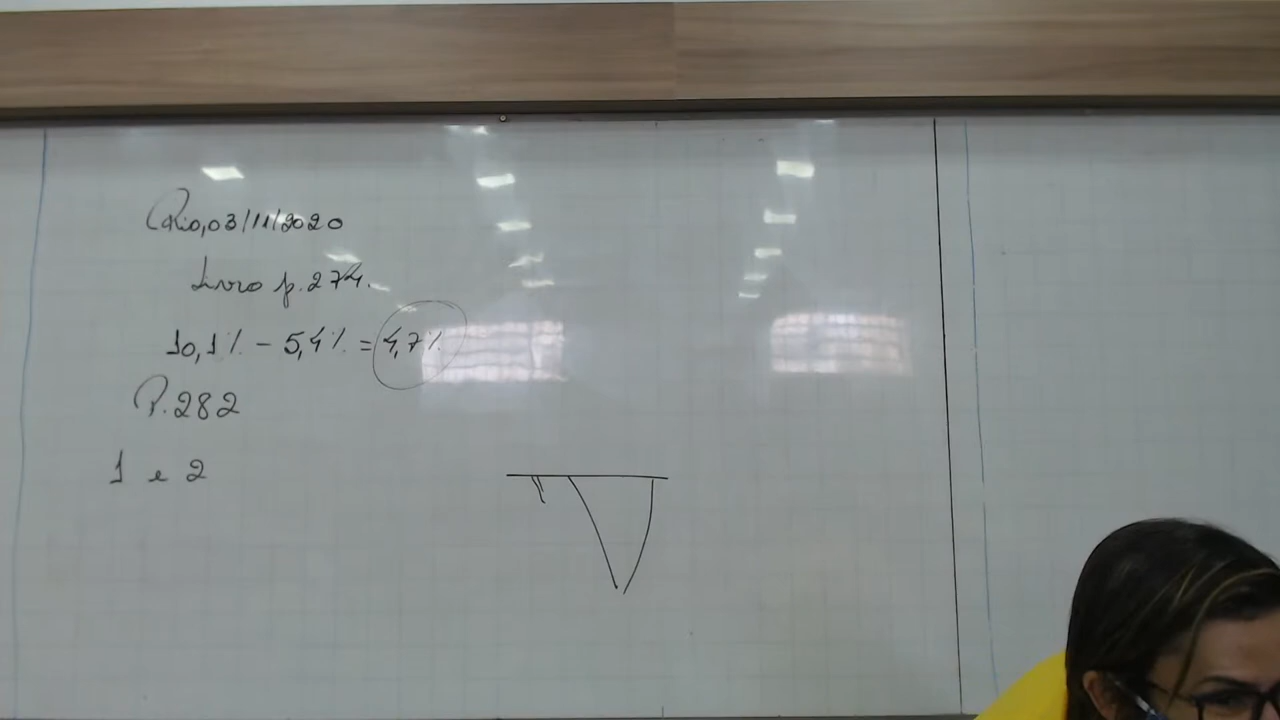 Rio, 03/11/2020
Livro p. 274.
10,1% - 5,4% = 4,7%
P. 282
1 e 2